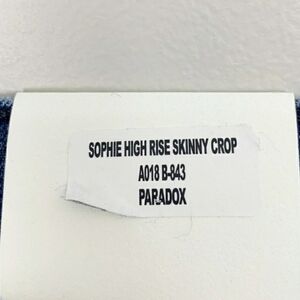 SOPHIE HIGH RISE SKINNY CROP
A018 B-843
PARADOX